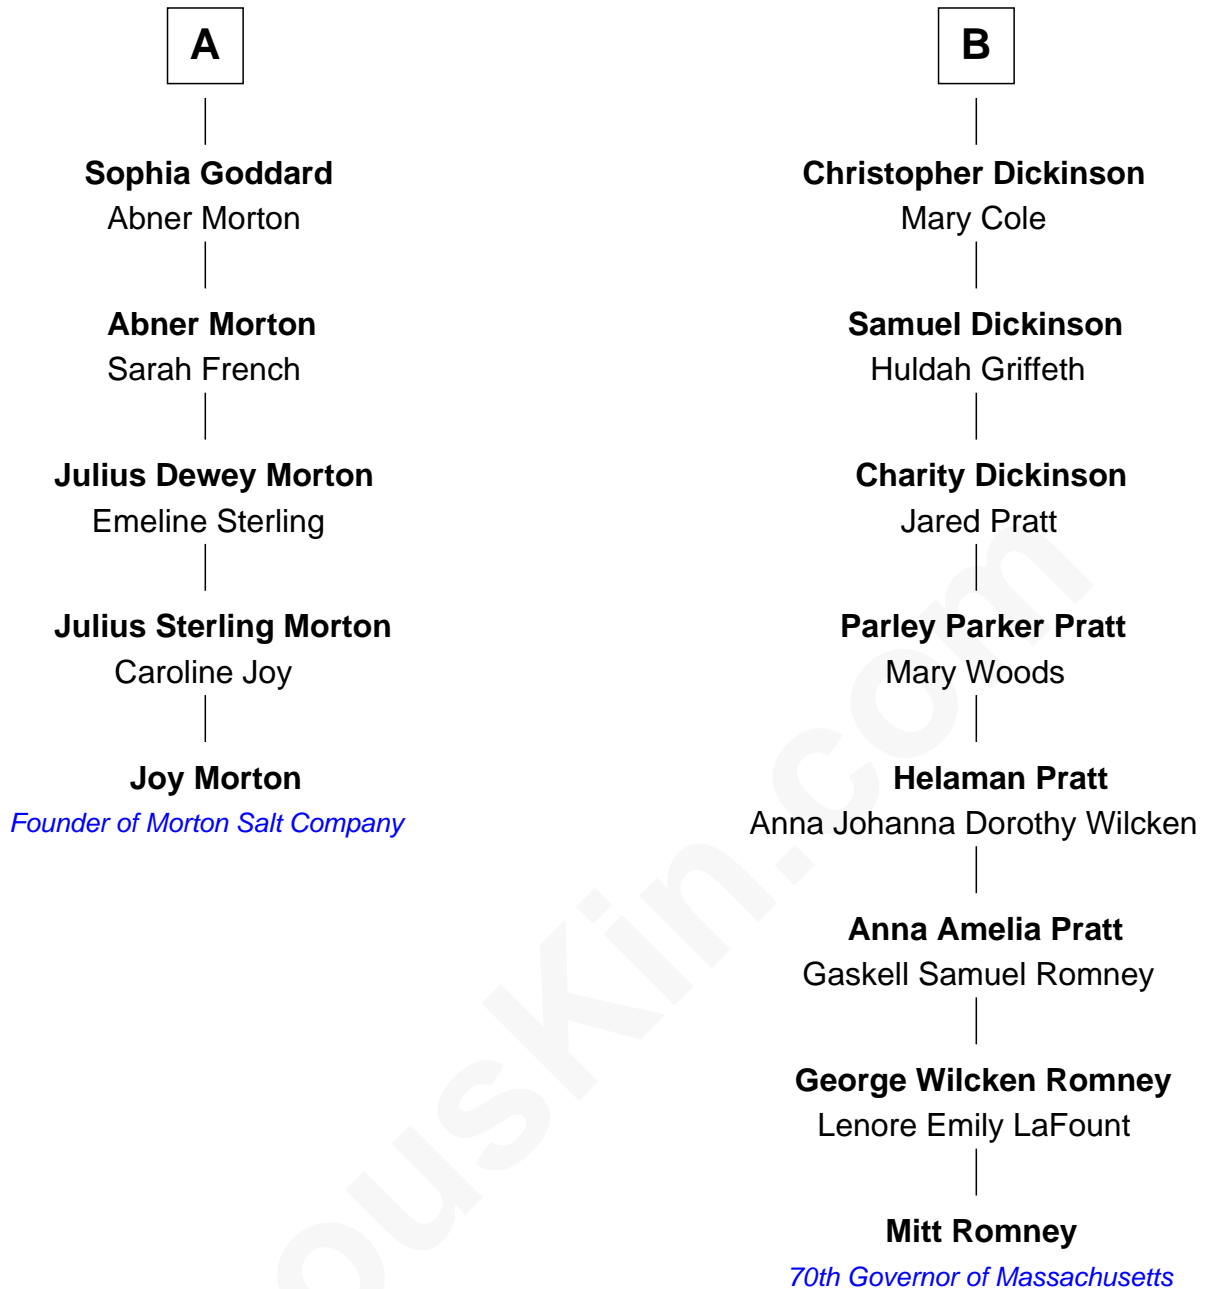 A
Sophia Goddard
Abner Morton
Abner Morton
Sarah French
Julius Dewey Morton
Emeline Sterling
Julius Sterling Morton
Caroline Joy
Joy Morton
Founder of Morton Salt Company
B
Christopher Dickinson
Mary Cole
Samuel Dickinson
Huldah Griffeth
Charity Dickinson
Jared Pratt
Parley Parker Pratt
Mary Woods
Helaman Pratt
Anna Johanna Dorothy Wilcken
Anna Amelia Pratt
Gaskell Samuel Romney
George Wilcken Romney
Lenore Emily LaFount
Mitt Romney
70th Governor of Massachusetts
ousKin.com